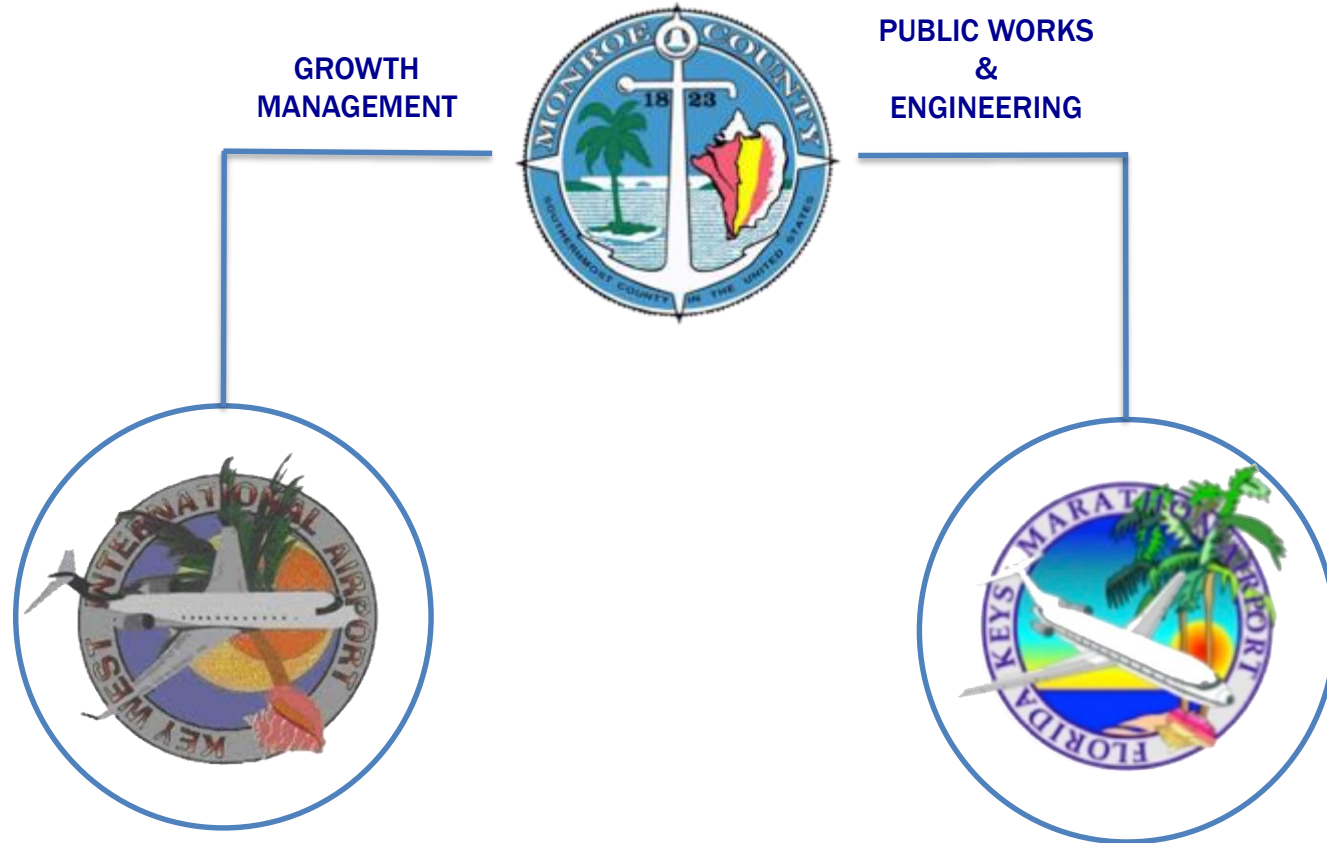 GROWTH
MANAGEMENT
MONROE COUNTY
18 23
SOUTHERNMOST COUNTY IN THE UNITED STATES
PUBLIC WORKS
&
ENGINEERING
KEY WEST INTERNATIONAL AIRPORT
FLORIDA KEYS MARATHON AIRPORT